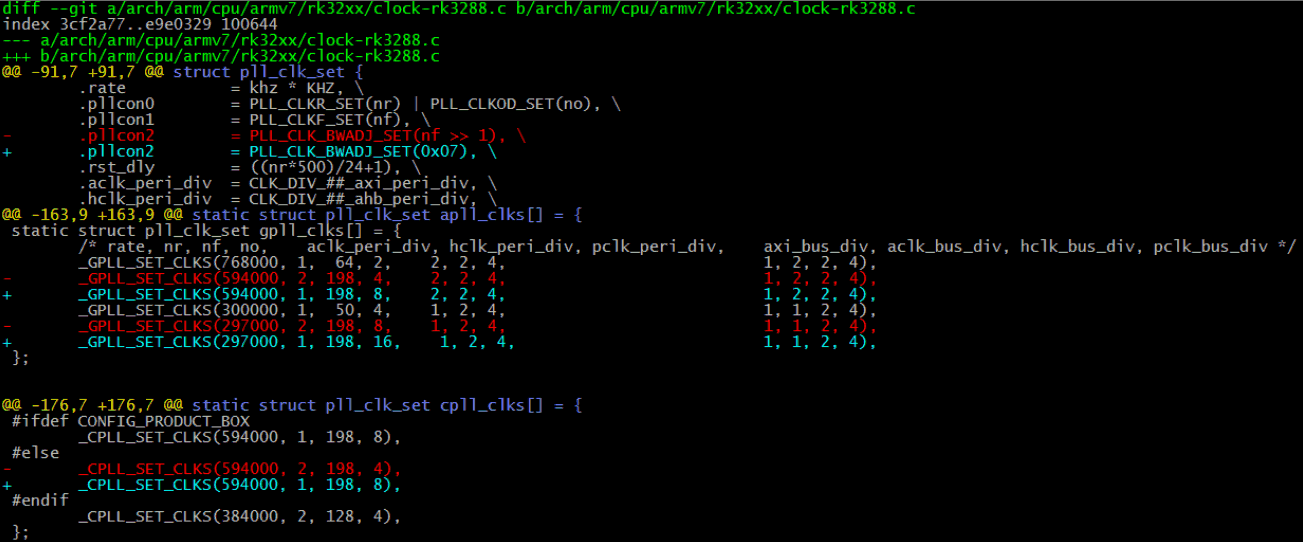 diff --git a/arch/arm/cpu/armv7/rk32xx/clock-rk3288.c b/arch/arm/cpu/armv7/rk32xx/clock-rk3288.c
index 3cf2a77..e9e0329 100644
--- a/arch/arm/cpu/armv7/rk32xx/clock-rk3288.c
+++ b/arch/arm/cpu/armv7/rk32xx/clock-rk3288.c
@@ -91,7 +91,7 @@ struct pll_clk_set {
        .rate           = khz * KHZ, \
        .pllcon0        = PLL_CLKR_SET(nr) | PLL_CLKOD_SET(no), \
        .pllcon1        = PLL_CLKF_SET(nf), \
-       .pllcon2        = PLL_CLK_BWADJ_SET(nf >> 1), \
+       .pllcon2        = PLL_CLK_BWADJ_SET(0x07), \
        .rst_dly        = ((nr*500)/24+1), \
        .aclk_peri_div  = CLK_DIV_##_axi_peri_div, \
        .hclk_peri_div  = CLK_DIV_##_ahb_peri_div, \
@@ -163,9 +163,9 @@ static struct pll_clk_set apll_clks[] = {
 static struct pll_clk_set gpll_clks[] = {
        /* rate, nr, nf, no,    aclk_peri_div, hclk_peri_div, pclk_peri_div,    axi_bus_div, aclk_bus_div, hclk_bus_div, pclk_bus_div */
        _GPLL_SET_CLKS(768000, 1,  64, 2,    2, 2, 4,                           1, 2, 2, 4),
-       _GPLL_SET_CLKS(594000, 2, 198, 4,    2, 2, 4,                           1, 2, 2, 4),
+       _GPLL_SET_CLKS(594000, 1, 198, 8,    2, 2, 4,                           1, 2, 2, 4),
        _GPLL_SET_CLKS(300000, 1,  50, 4,    1, 2, 4,                           1, 1, 2, 4),
-       _GPLL_SET_CLKS(297000, 2, 198, 8,    1, 2, 4,                           1, 1, 2, 4),
+       _GPLL_SET_CLKS(297000, 1, 198, 16,    1, 2, 4,                          1, 1, 2, 4),
 };
@@ -176,7 +176,7 @@ static struct pll_clk_set cpll_clks[] = {
 #ifdef CONFIG_PRODUCT_BOX
        _CPLL_SET_CLKS(594000, 1, 198, 8),
 #else
-       _CPLL_SET_CLKS(594000, 2, 198, 4),
+       _CPLL_SET_CLKS(594000, 1, 198, 8),
 #endif
        _CPLL_SET_CLKS(384000, 2, 128, 4),
 };